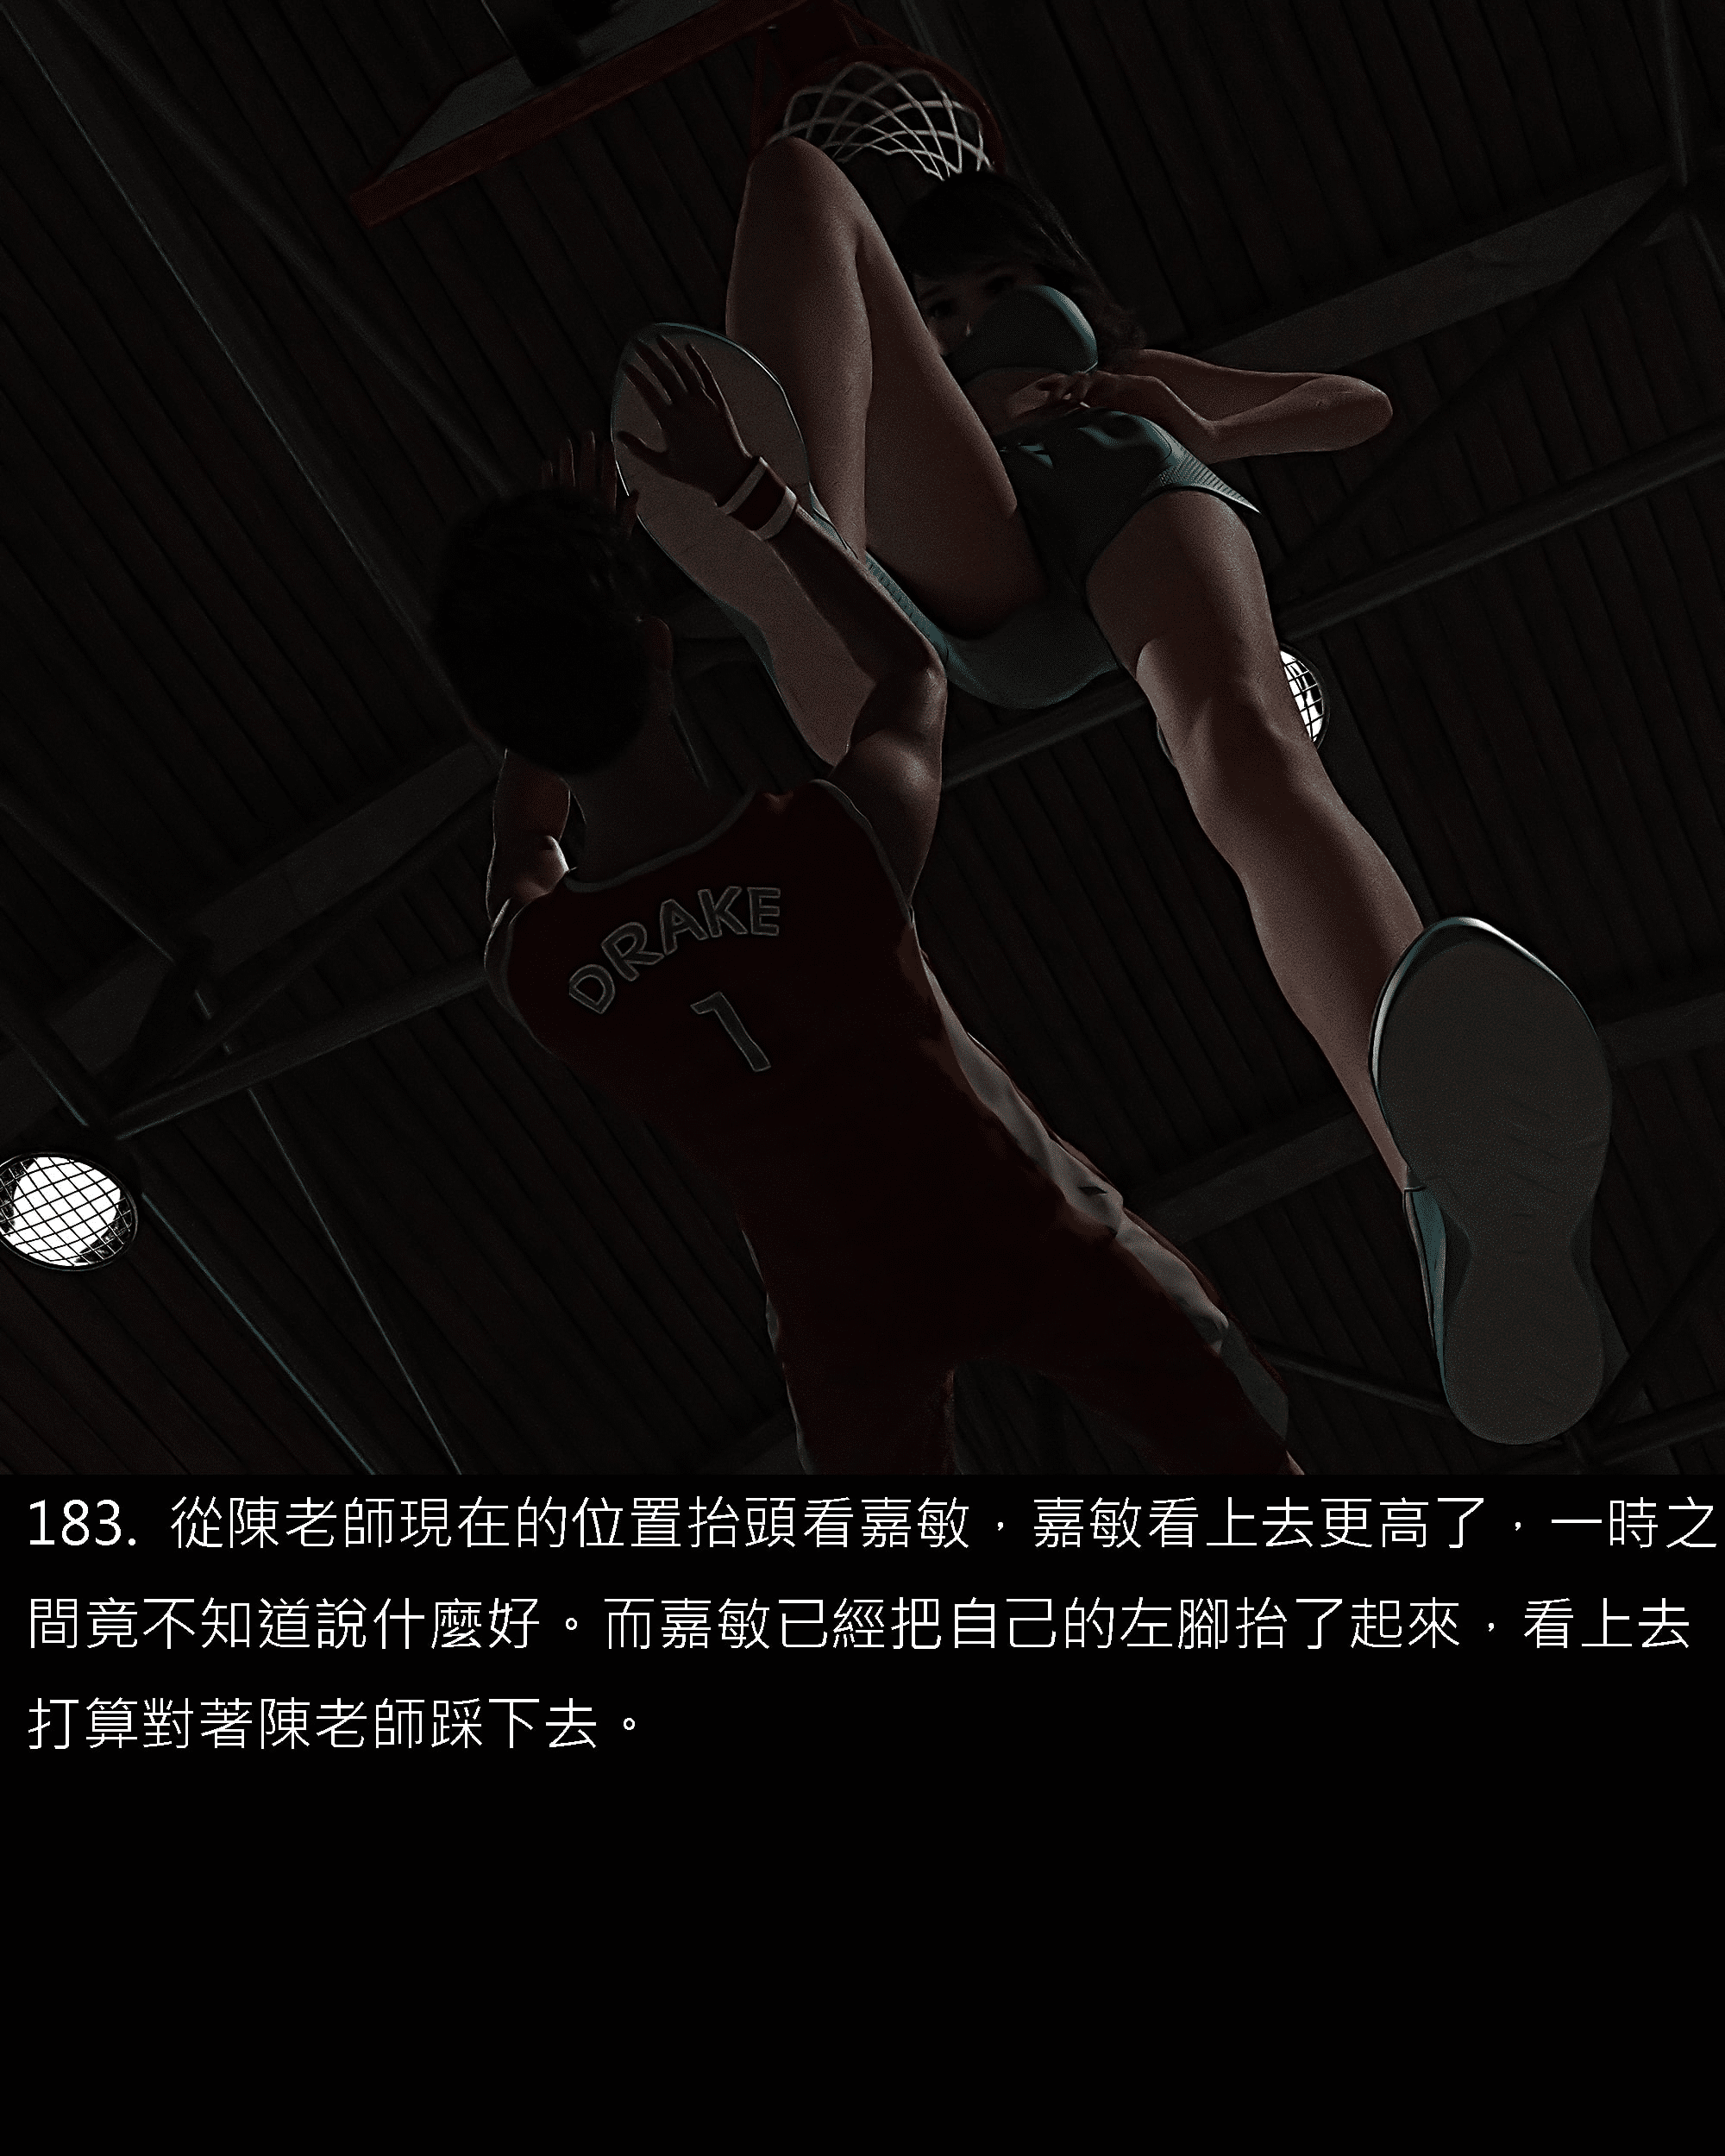 DRAKE
1
183. 從陳老師現在的位置抬頭看嘉敏，嘉敏看上去更高了，一時之
間竟不知道說什麼好。而嘉敏已經把自己的左腳抬了起來，看上去
打算對著陳老師踩下去。